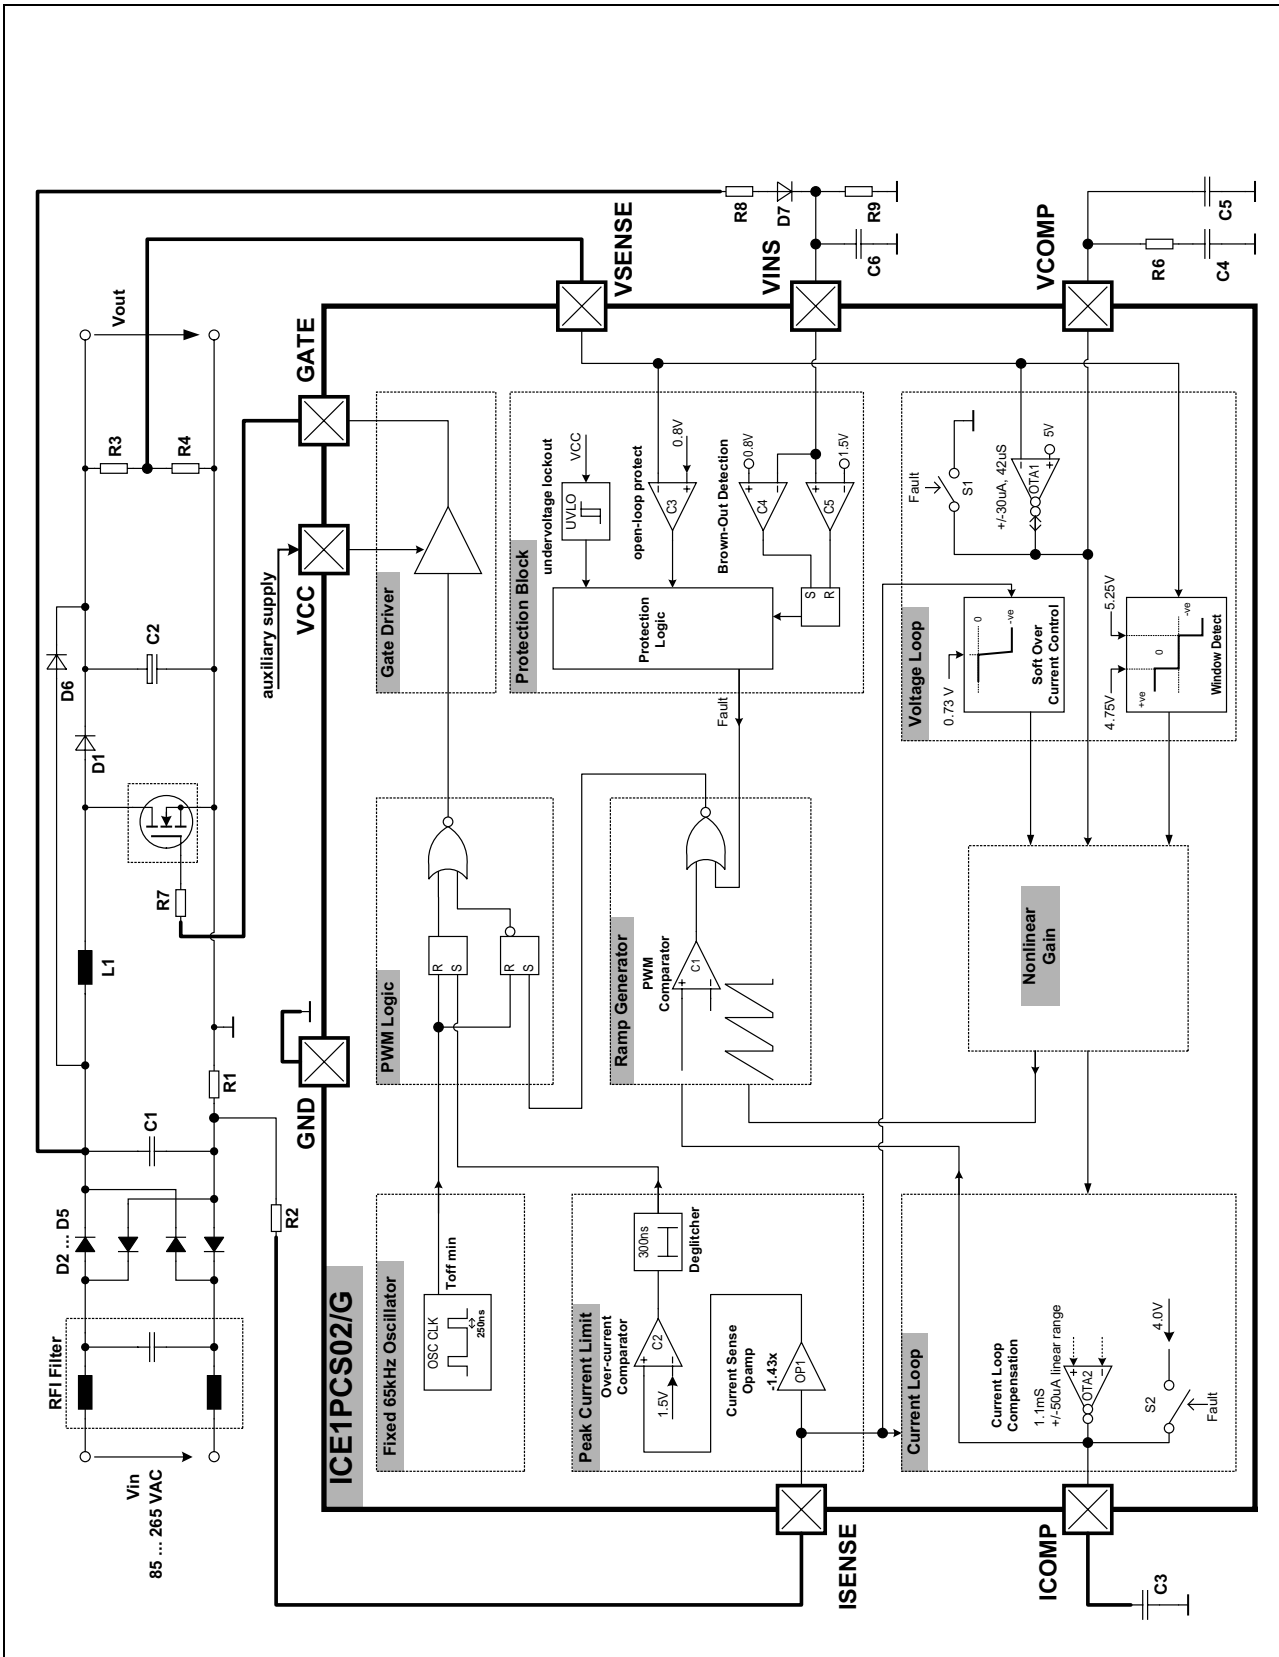 RFI Filter
Vin
85 ... 265 VAC
D2 ... D5
C1
R1
R2
L1
R7
D1
D6
C2
R3
R4
Vout
auxiliary supply
GND
VCC
GATE
VSENSE
R8
D7
R9
C6
VINS
VCOMP
R6
C4
C5
ICE1PCS02/G
Fixed 65kHz Oscillator
OSC CLK
250ns
Toff min
PWM Logic
R
S
R
S
Gate Driver
Peak Current Limit
Over-current
Comparator
1.5V
C2
300ns
Deglitcher
Current Sense
Opamp
-1.43x
OP1
Ramp Generator
PWM
Comparator
C1
Protection Block
undervoltage lockout
UVLO
VCC
open-loop protect
C3
0.8V
Brown-Out Detection
C4
0.8V
C5
1.5V
S
R
Protection
Logic
Fault
Current Loop
Current Loop
Compensation
1.1mS
+/-50uA linear range
OTA2
S2
Fault
4.0V
Nonlinear
Gain
Voltage Loop
0.73 V
0
-ve
Soft Over
Current Control
Fault
S1
+/-30uA, 42uS
OTA1
5V
4.75V
5.25V
+ve
0
-ve
Window Detect
ISENSE
ICOMP
C3